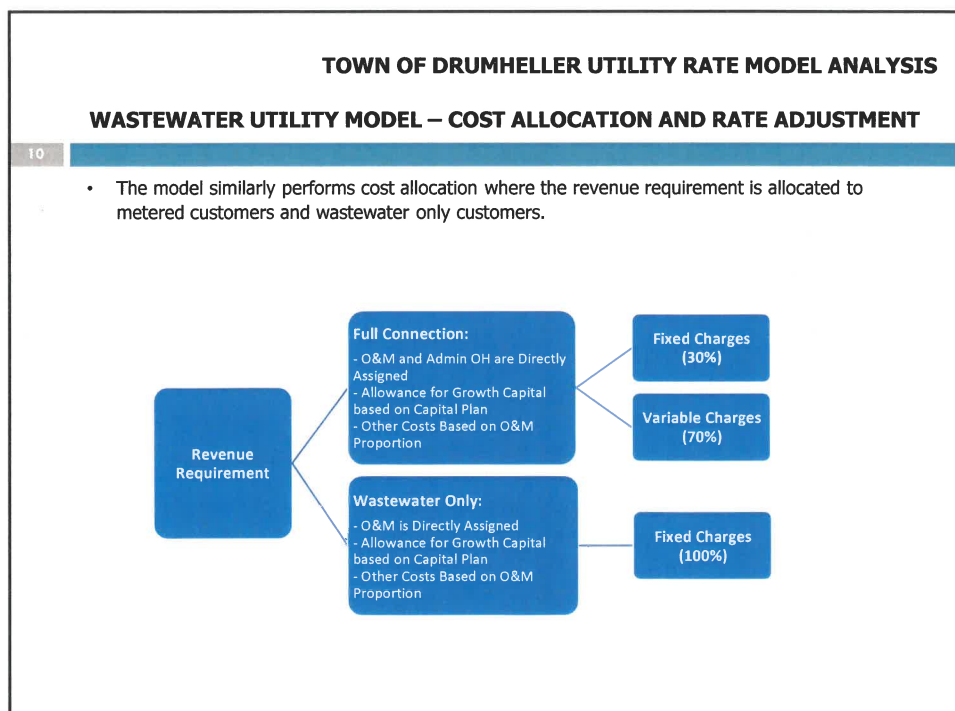 TOWN OF DRUMHELLER UTILITY RATE MODEL ANALYSIS
WASTEWATER UTILITY MODEL – COST ALLOCATION AND RATE ADJUSTMENT
10
• The model similarly performs cost allocation where the revenue requirement is allocated to
metered customers and wastewater only customers.
Revenue
Requirement
Full Connection:
- O&M and Admin OH are Directly
Assigned
- Allowance for Growth Capital
based on Capital Plan
- Other Costs Based on O&M
Proportion
Fixed Charges
(30%)
Variable Charges
(70%)
Wastewater Only:
- O&M is Directly Assigned
- Allowance for Growth Capital
based on Capital Plan
- Other Costs Based on O&M
Proportion
Fixed Charges
(100%)